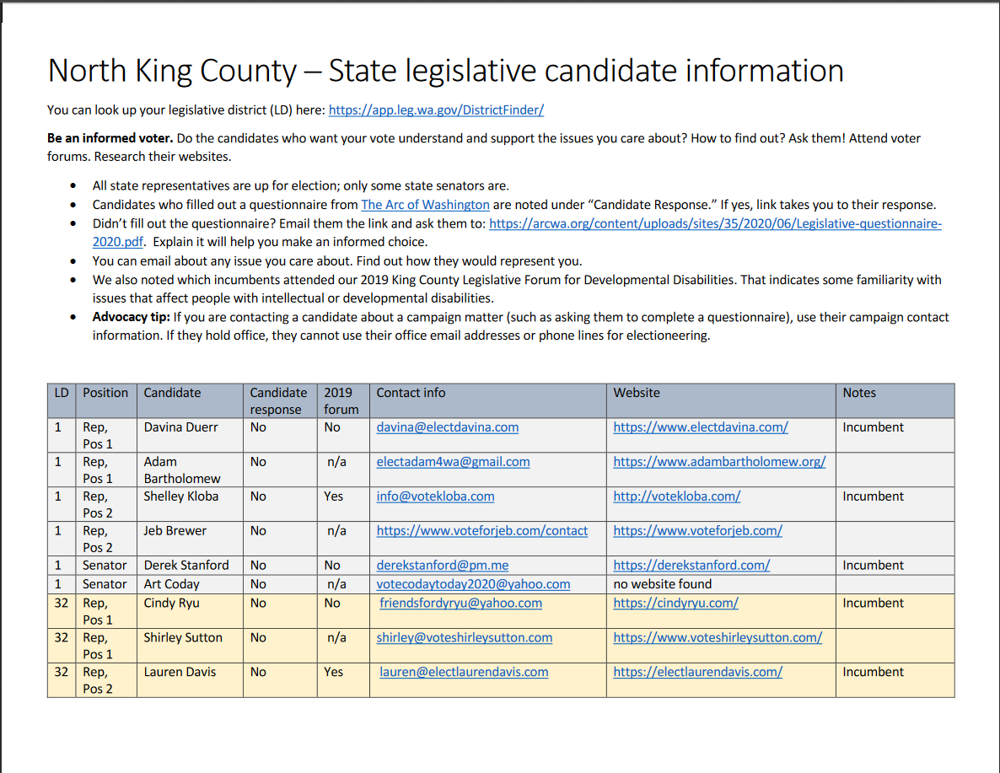 North King County – State legislative candidate information
You can look up your legislative district (LD) here: https://app.leg.wa.gov/DistrictFinder/
Be an informed voter. Do the candidates who want your vote understand and support the issues you care about? How to find out? Ask them! Attend voter
forums. Research their websites.
• All state representatives are up for election; only some state senators are.
• Candidates who filled out a questionnaire from The Arc of Washington are noted under “Candidate Response.” If yes, link takes you to their response.
• Didn’t fill out the questionnaire? Email them the link and ask them to: https://arcwa.org/content/uploads/sites/35/2020/06/Legislative-questionnaire-
2020.pdf. Explain it will help you make an informed choice.
• You can email about any issue you care about. Find out how they would represent you.
• We also noted which incumbents attended our 2019 King County Legislative Forum for Developmental Disabilities. That indicates some familiarity with
issues that affect people with intellectual or developmental disabilities.
• Advocacy tip: If you are contacting a candidate about a campaign matter (such as asking them to complete a questionnaire), use their campaign contact
information. If they hold office, they cannot use their office email addresses or phone lines for electioneering.
LD Position Candidate Candidate 2019 Contact info Website Notes
response forum
1 Rep, Davina Duerr No No davina@electdavina.com https://www.electdavina.com/ Incumbent
Pos 1
1 Rep, Adam No n/a electadam4wa@gmail.com https://www.adambartholomew.org/
Pos 1 Bartholomew
1 Rep, Shelley Kloba No Yes info@votekloba.com http://votekloba.com/ Incumbent
Pos 2
1 Rep, Jeb Brewer No n/a https://www.voteforjeb.com/contact https://www.voteforjeb.com/
Pos 2
1 Senator Derek Stanford No No derekstanford@pm.me https://derekstanford.com/ Incumbent
1 Senator Art Coday No n/a votecodaytoday2020@yahoo.com no website found
32 Rep, Cindy Ryu No No friendsfordyryu@yahoo.com https://cindyryu.com/ Incumbent
Pos 1
32 Rep, Shirley Sutton No n/a shirley@voteshirleysutton.com https://www.voteshirleysutton.com/
Pos 1
32 Rep, Lauren Davis No Yes lauren@electlaurendavis.com https://electlaurendavis.com/ Incumbent
Pos 2